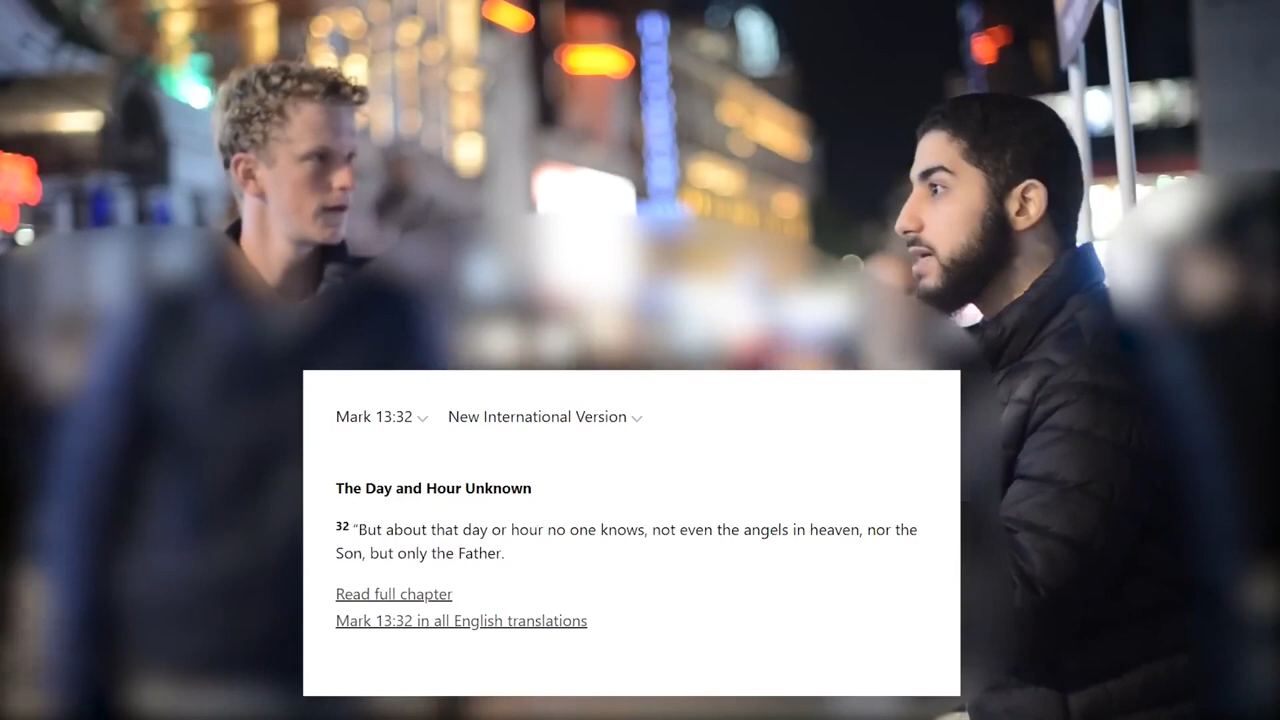 Mark 13:32 New International Version
The Day and Hour Unknown
32 “But about that day or hour no one knows, not even the angels in heaven, nor the
Son, but only the Father.
Read full chapter
Mark 13:32 in all English translations